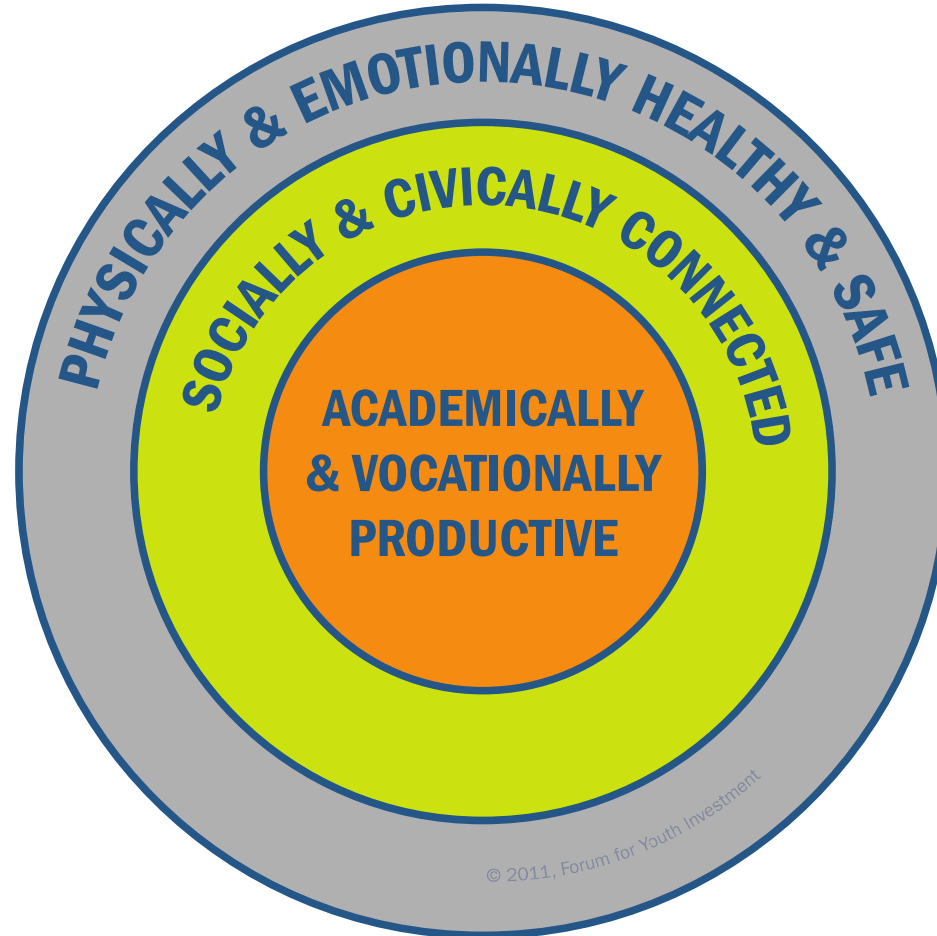 PHYSICALLY & EMOTIONALLY HEALTHY & SAFE
SOCIALLY & CIVICALLY CONNECTED
ACADEMICALLY
& VOCATIONALLY
PRODUCTIVE
© 2011, Forum for Youth Investment